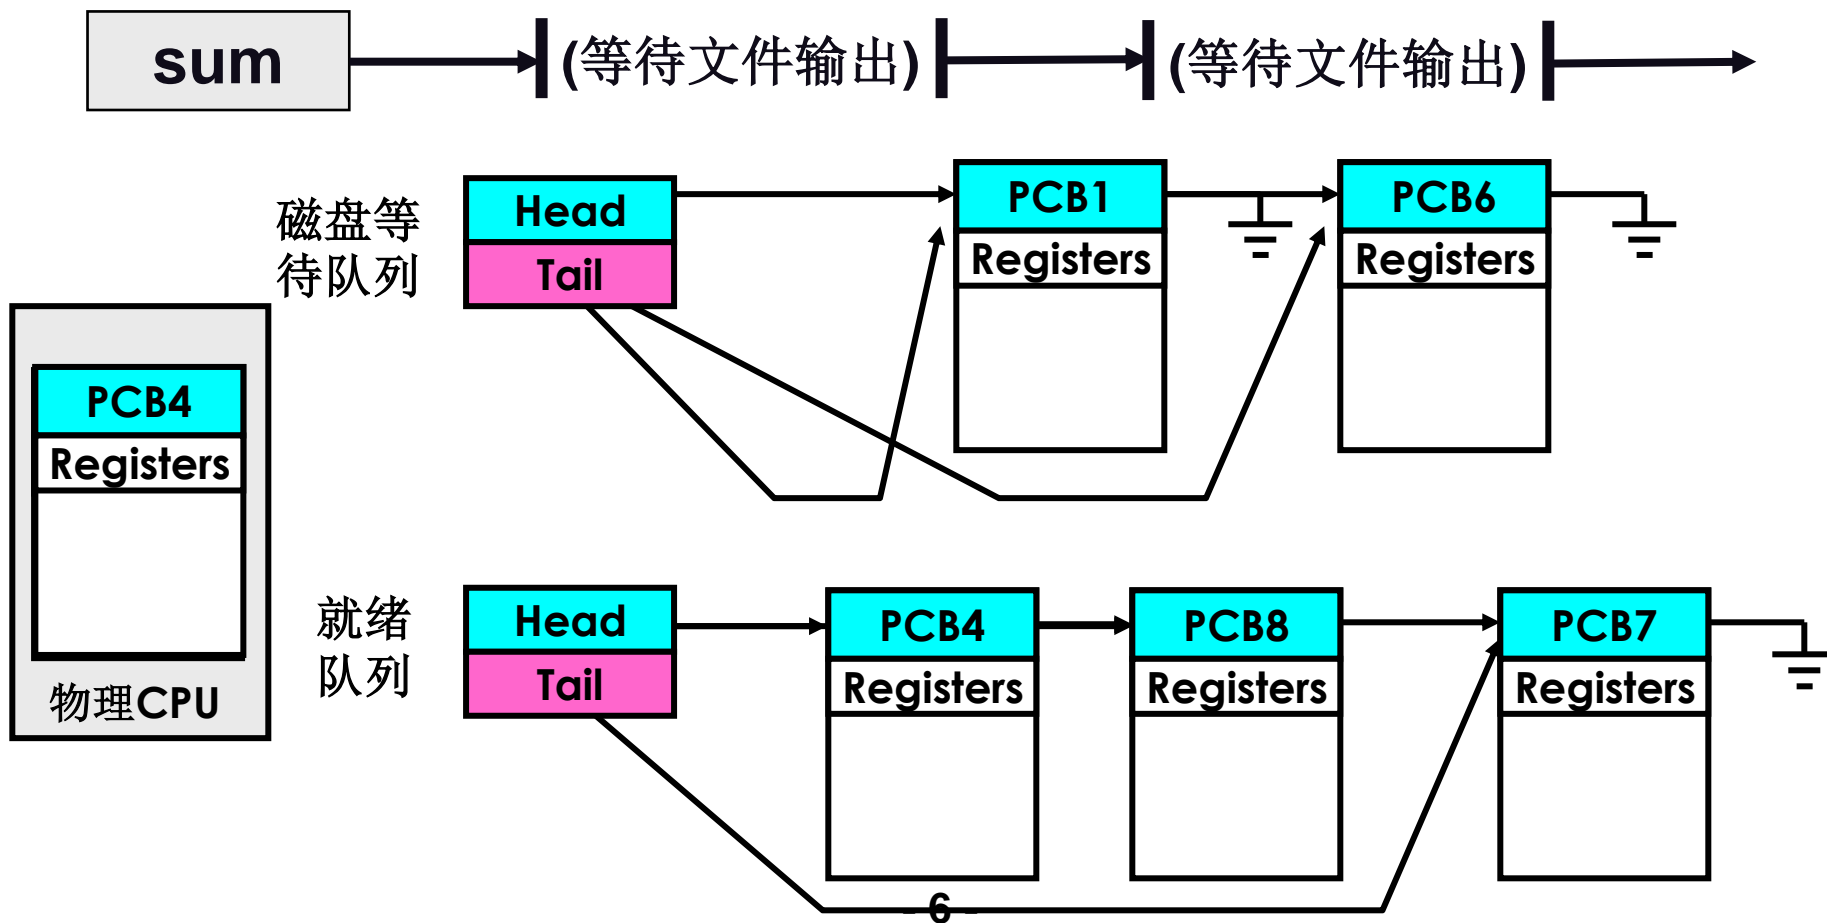 sum
(等待文件输出)
(等待文件输出)
磁盘等
待队列
Head
Tail
PCB1
Registers
PCB6
Registers
PCB4
Registers
物理CPU
就绪
队列
Head
Tail
PCB4
Registers
PCB8
Registers
PCB7
Registers
- 6 -